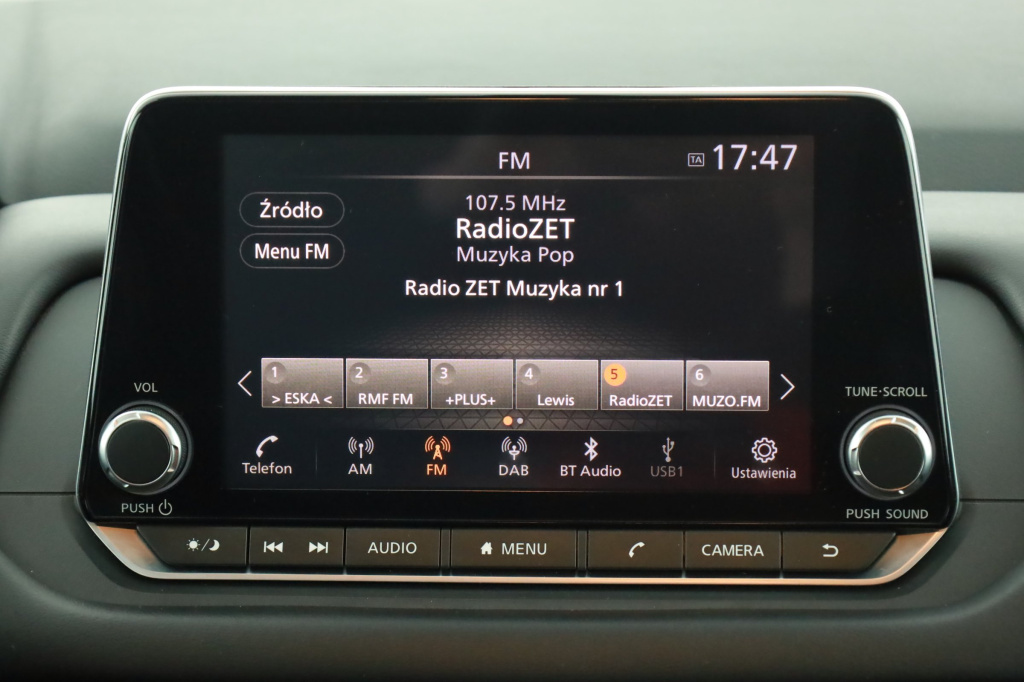 FM
TA 17:47
Źródło
107.5 MHz
RadioZET
Menu FM
Muzyka Pop
Radio ZET Muzyka nr 1
1 2 3 4 5 6
> ESKA < RMF FM +PLUS+ Lewis RadioZET MUZO.FM
VOL
TUNE·SCROLL
Telefon AM FM DAB BT Audio USB1 Ustawienia
PUSH
PUSH SOUND
AUDIO MENU CAMERA